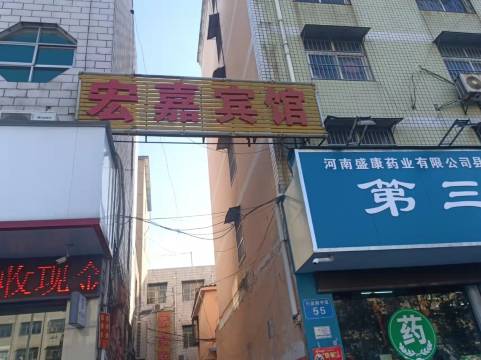 宏嘉宾馆
河南盛康药业有限公司县
第三
收现金
55
药